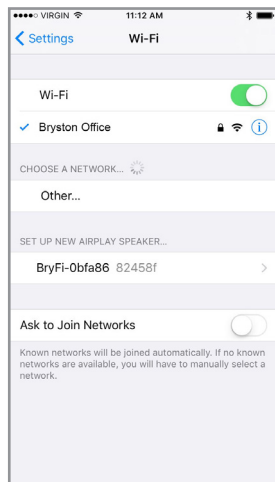 VIRGIN 11:12 AM
Settings Wi-Fi
Wi-Fi
Bryston Office
CHOOSE A NETWORK...
Other...
SET UP NEW AIRPLAY SPEAKER...
BryFi-0bfa86 82458f
Ask to Join Networks
Known networks will be joined automatically. If no known
networks are available, you will have to manually select a
network.